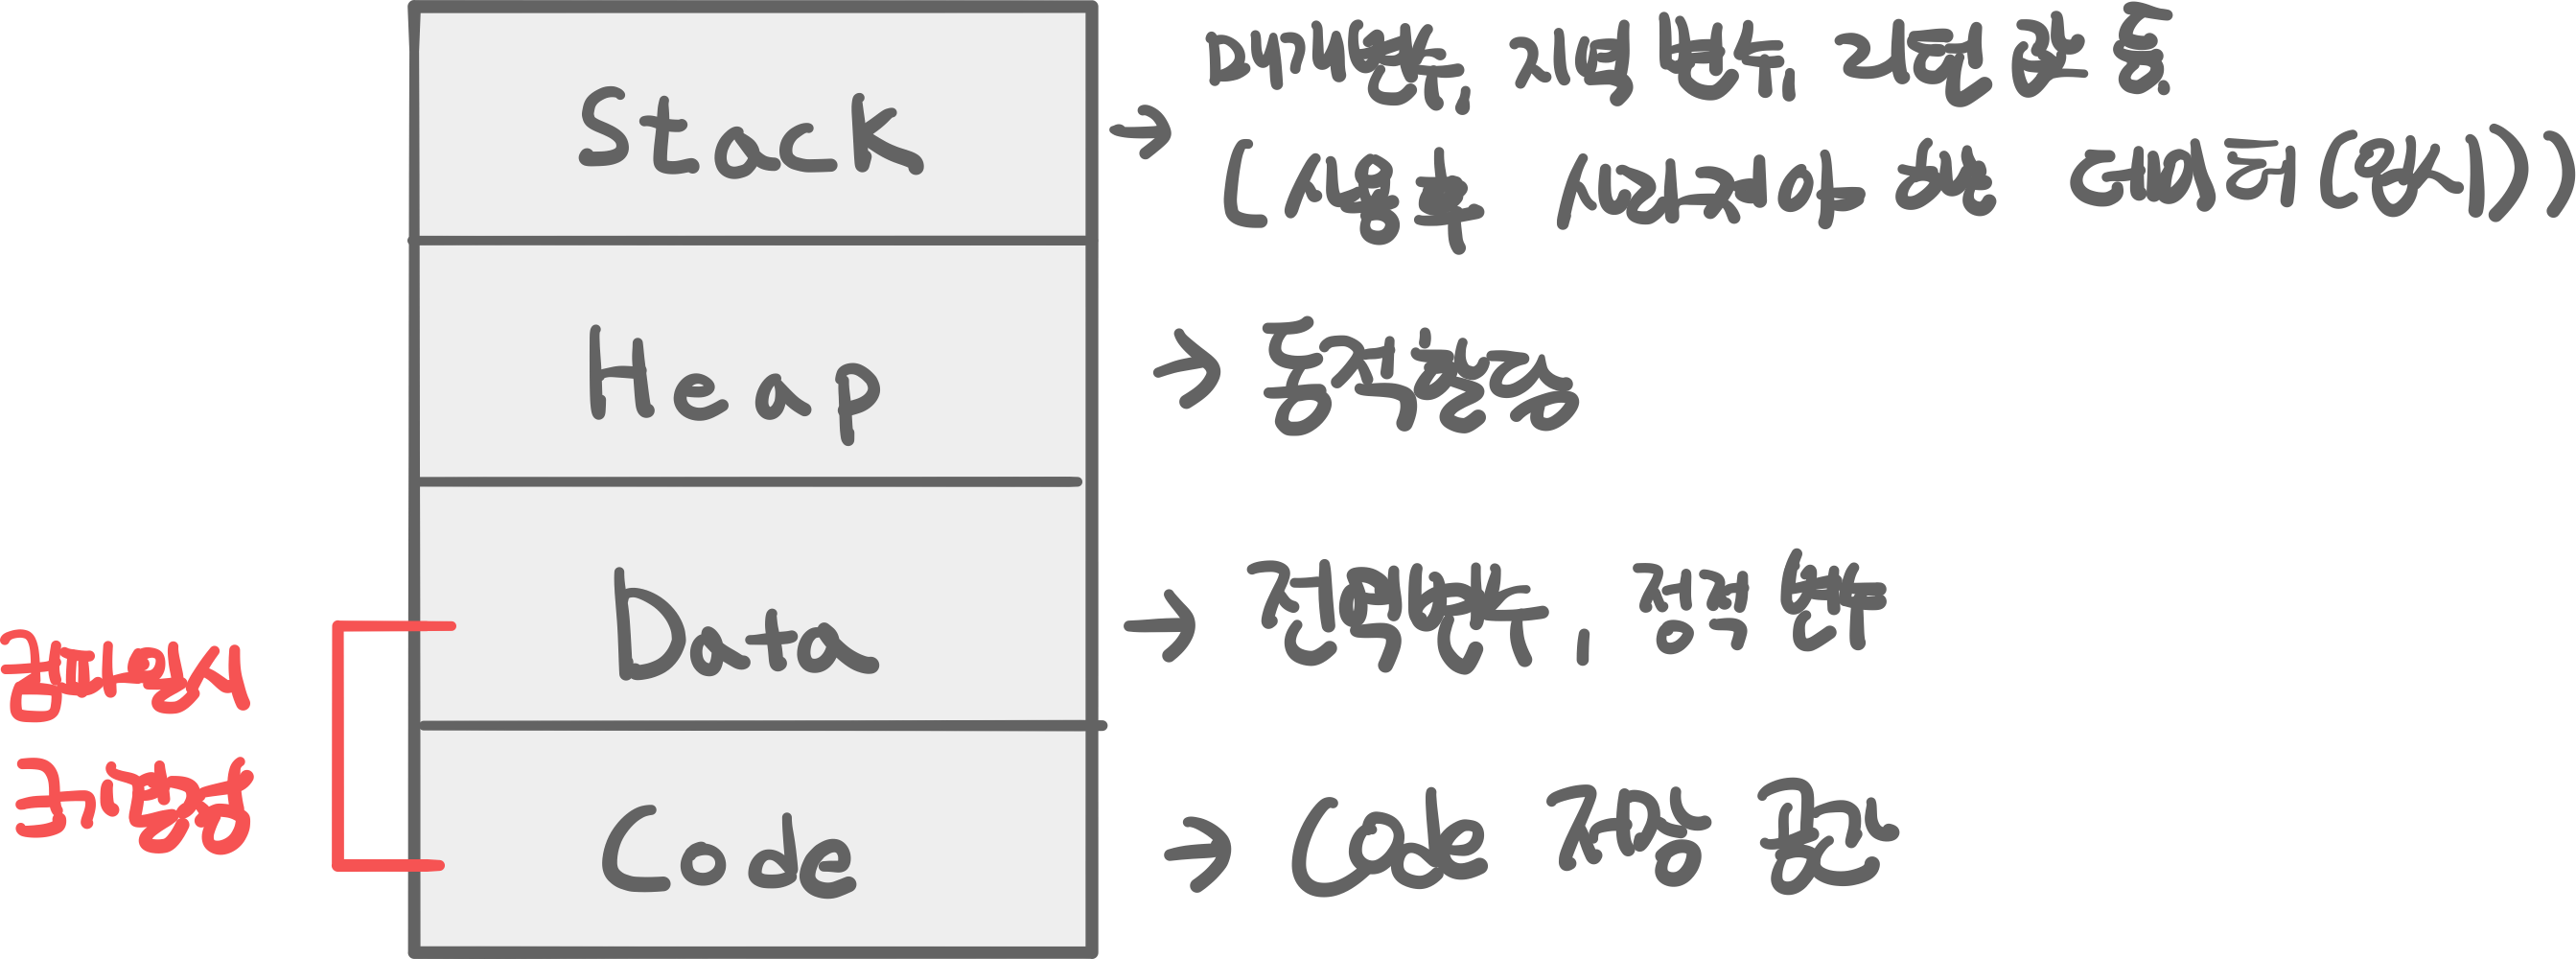 Stack
→ 매개변수, 지역 변수, 리턴 값 등.
(사용후 사라져야 하는 데이터(임시))
Heap
→ 동적할당
Data
→ 전역변수, 정적 변수
컴파일시
크기결정
Code
→ Code 저장 공간